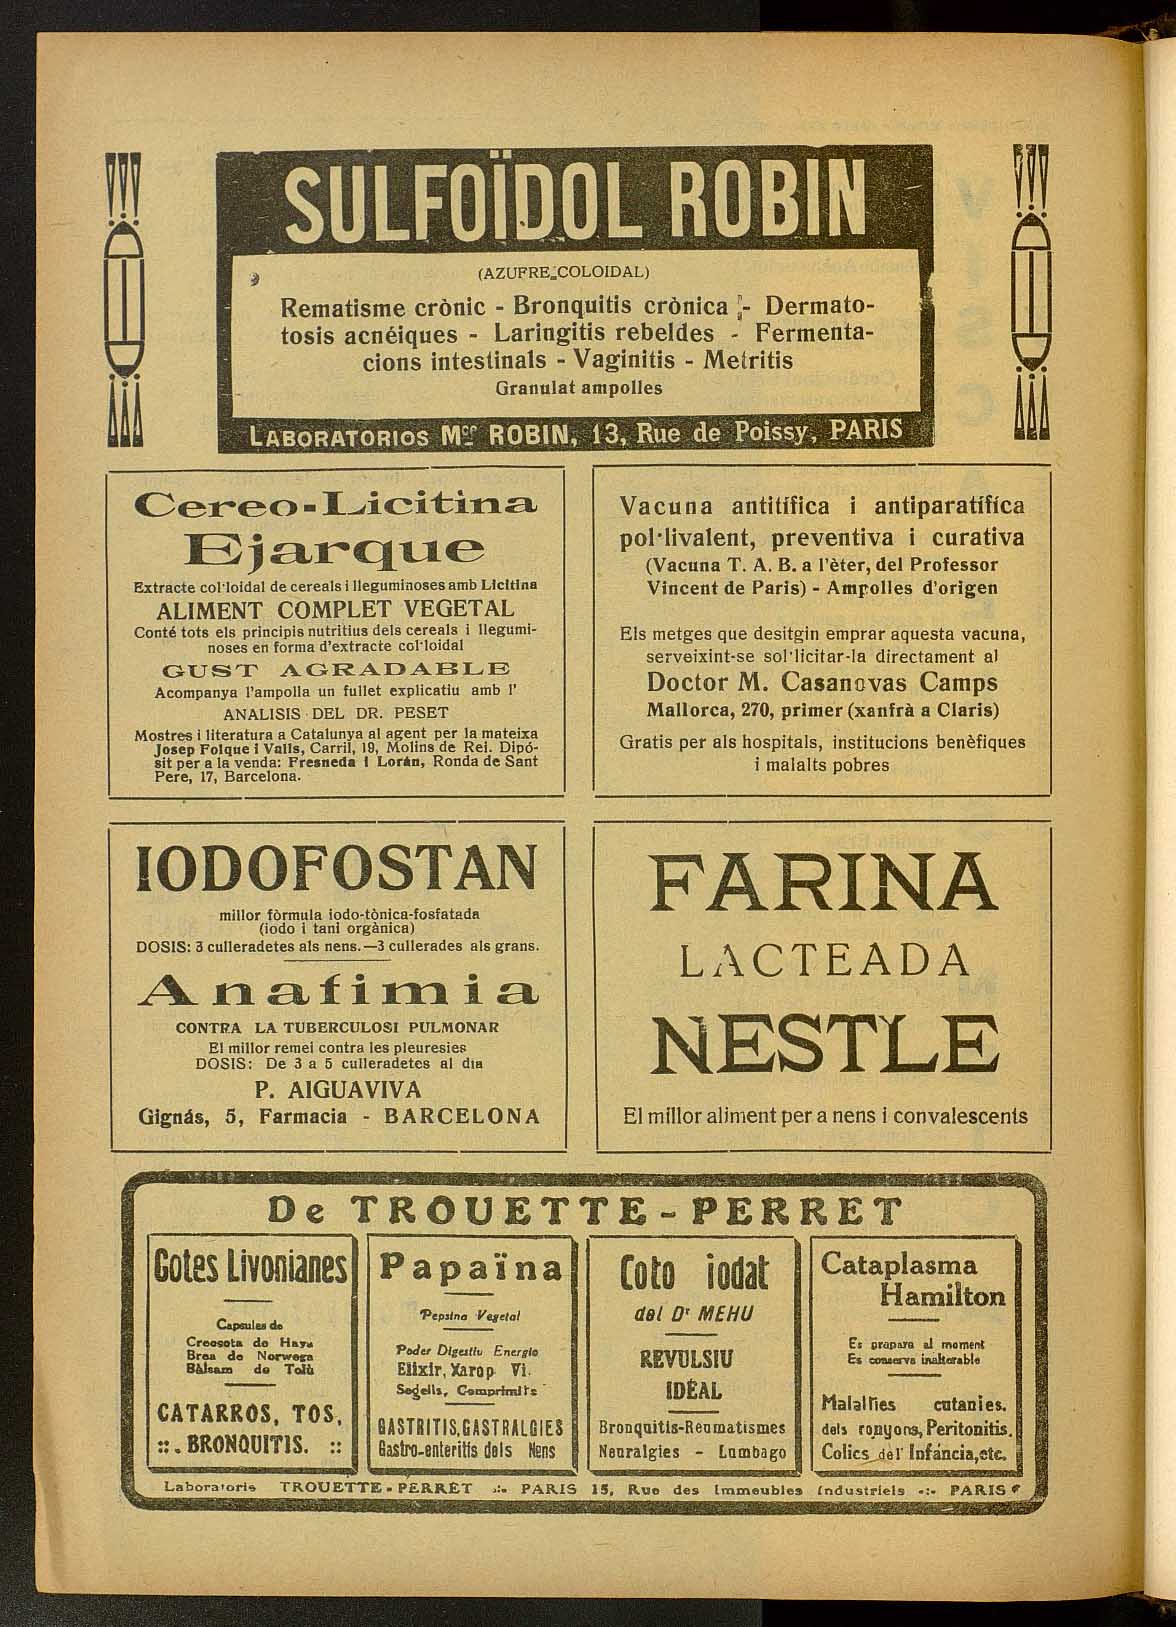 SULFOÏDOL ROBIN
(AZUFRE COLOIDAL)
Rematisme crònic - Bronquitis crònica - Dermato-
tosis acnéiques - Laringitis rebeldes - Fermenta-
cions intestinals - Vaginitis - Metritis
Granulat ampolles
LABORATORIOS Mce ROBIN, 13, Rue de Poissy, PARIS
Cereo-Licitina
Ejarque
Extracte col·loidal de cereals i lleguminoses amb Licitina
ALIMENT COMPLET VEGETAL
Conté tots els principis nutritius dels cereals i llegumi-
noses en forma d'extracte col·loidal
GUST AGRADABLE
Acompanya l'ampolla un fullet explicatiu amb l'
ANALISIS DEL DR. PESET
Mostres i literatura a Catalunya al agent per la mateixa
Josep Folque i Valls, Carril, 19, Molins de Rei. Dipó-
sit per a la venda: Fresneda i Lorán, Ronda de Sant
Pere, 17, Barcelona.
Vacuna antitífica i antiparatífica
pol·livalent, preventiva i curativa
(Vacuna T. A. B. a l'èter, del Professor
Vincent de Paris) - Ampolles d'origen
Els metges que desitgin emprar aquesta vacuna,
serveixint-se sol·licitar-la directament al
Doctor M. Casanovas Camps
Mallorca, 270, primer (xanfrà a Claris)
Gratis per als hospitals, institucions benèfiques
i malalts pobres
IODOFOSTAN
millor fòrmula iodo-tònica-fosfatada
(iodo i tani orgànica)
DOSIS: 3 culleradetes als nens.—3 cullerades als grans.
Anafimia
CONTRA LA TUBERCULOSI PULMONAR
El millor remei contra les pleuresies
DOSIS: De 3 a 5 culleradetes al dia
P. AIGUAVIVA
Gignás, 5, Farmacia - BARCELONA
FARINA
LACTEADA
NESTLE
El millor aliment per a nens i convalescents
De TROUETTE-PERRET
Gotes Livonianes
Capsules de
Creosota de Haya
Brea de Norwega
Bàlsam de Tolù
CATARROS, TOS,
::. BRONQUITIS. ::
Papaïna
Pepsina Vegetal
Poder Digestiu Energic
Elixir, Xarop Vi.
Segells, Comprimits
GASTRITIS, GASTRALGIES
Gastro-enteritis dels Nens
Coto iodat
del Dr MEHU
REVULSIU
IDÉAL
Bronquitis-Reumatismes
Neuralgies - Lumbago
Cataplasma
Hamilton
Es prapara al moment
Es conserva inalterable
Malalties cutanies.
dels ronyons, Peritonitis.
Colics del' Infáncia, etc.
Laboratoris TROUETTE-PERRET .:. PARIS 15, Rue des Immeubles Industriels -:- PARIS